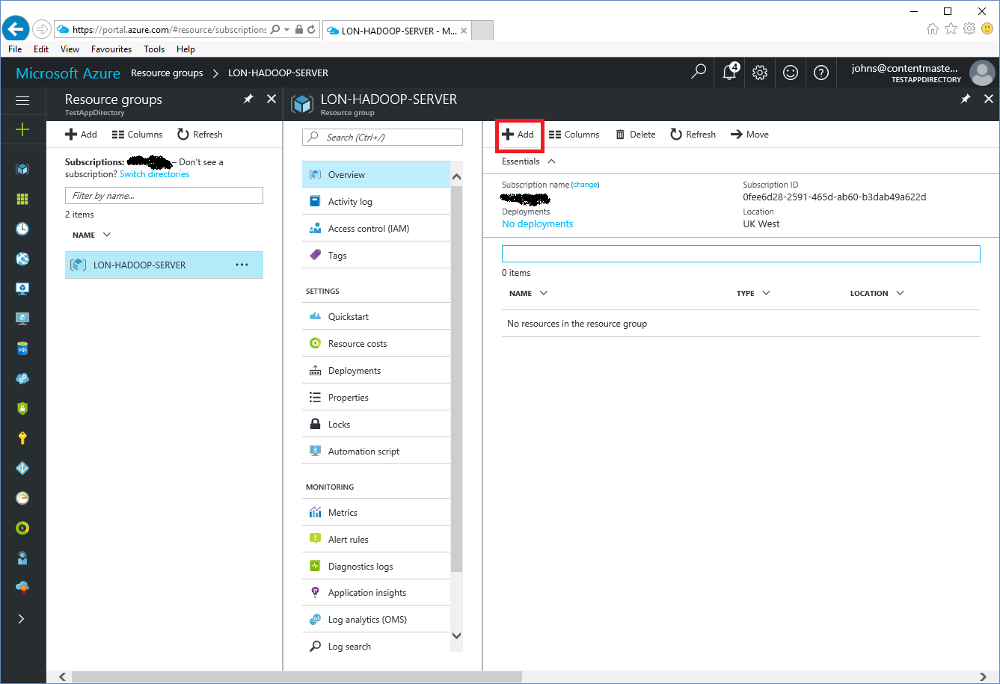 https://portal.azure.com/#resource/subscriptions
LON-HADOOP-SERVER - M...
File Edit View Favourites Tools Help
Microsoft Azure Resource groups LON-HADOOP-SERVER
4
johns@contentmaste...
TESTAPPDIRECTORY
Resource groups
TestAppDirectory
Add Columns Refresh
Subscriptions: – Don't see a
subscription? Switch directories
Filter by name...
2 items
NAME
LON-HADOOP-SERVER ...
LON-HADOOP-SERVER
Resource group
Search (Ctrl+/)
Overview
Activity log
Access control (IAM)
Tags
SETTINGS
Quickstart
Resource costs
Deployments
Properties
Locks
Automation script
MONITORING
Metrics
Alert rules
Diagnostics logs
Application insights
Log analytics (OMS)
Log search
Add Columns Delete Refresh Move
Essentials
Subscription name (change)
Deployments
No deployments
Subscription ID
0fee6d28-2591-465d-ab60-b3dab49a622d
Location
UK West
0 items
NAME TYPE LOCATION
No resources in the resource group
SQL